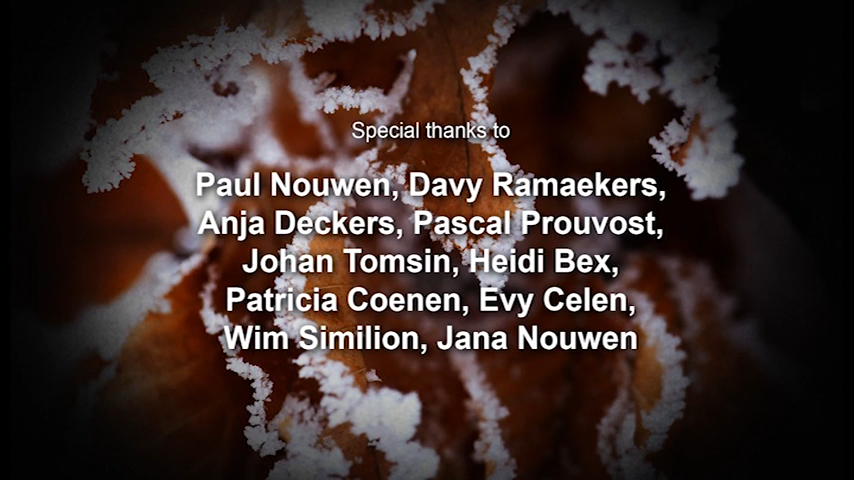 Special thanks to
Paul Nouwen, Davy Ramaekers,
Anja Deckers, Pascal Prouvost,
Johan Tomsin, Heidi Bex,
Patricia Coenen, Evy Celen,
Wim Similion, Jana Nouwen